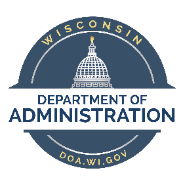 WISCONSIN
DEPARTMENT OF
ADMINISTRATION
DOA.WI.GOV